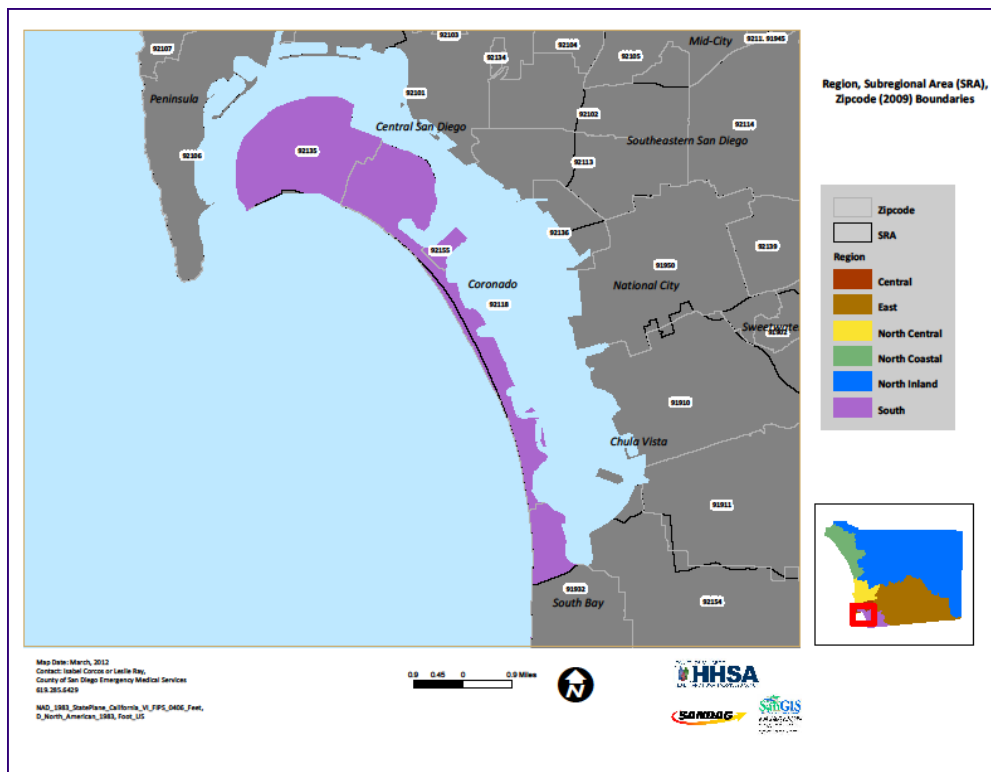 92107
92103
92104
Mid-City
9211, 91945
92105
92134
Peninsula
92101
Central San Diego
92102
92114
Southeastern San Diego
92106
92135
92113
92136
92155
92139
91950
Coronado
National City
92118
Sweetwate
91902
91910
Chula Vista
91911
91932
South Bay
92154
Region, Subregional Area (SRA),
Zipcode (2009) Boundaries
Zipcode
SRA
Region
Central
East
North Central
North Coastal
North Inland
South
Map Date: March, 2012
Contact: Isabel Corcos or Leslie Ray,
County of San Diego Emergency Medical Services
619.285.6429
NAD_1983_StatePlane_California_VI_FIPS_0406_Feet,
D_North_American_1983, Foot_US
0.9 0.45 0 0.9 Miles
N
HHSA
SANDAG
SanGIS